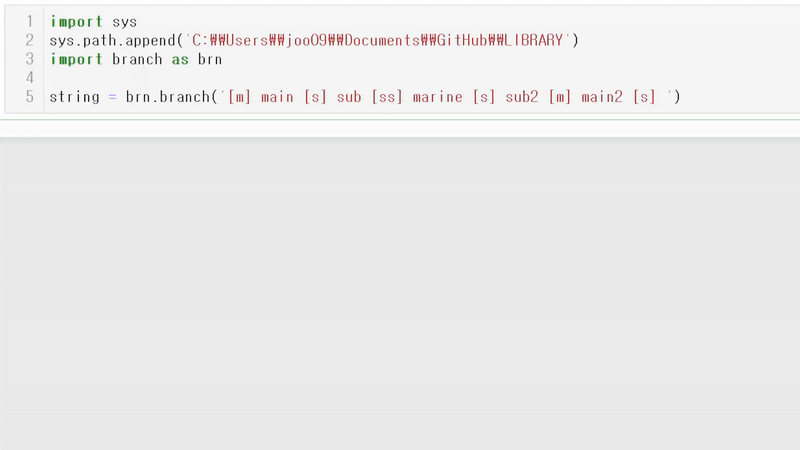 1 import sys
2 sys.path.append('C:₩₩Users₩₩joo09₩₩Documents₩₩GitHub₩₩LIBRARY')
3 import branch as brn
4
5 string = brn.branch('[m] main [s] sub [ss] marine [s] sub2 [m] main2 [s] ')